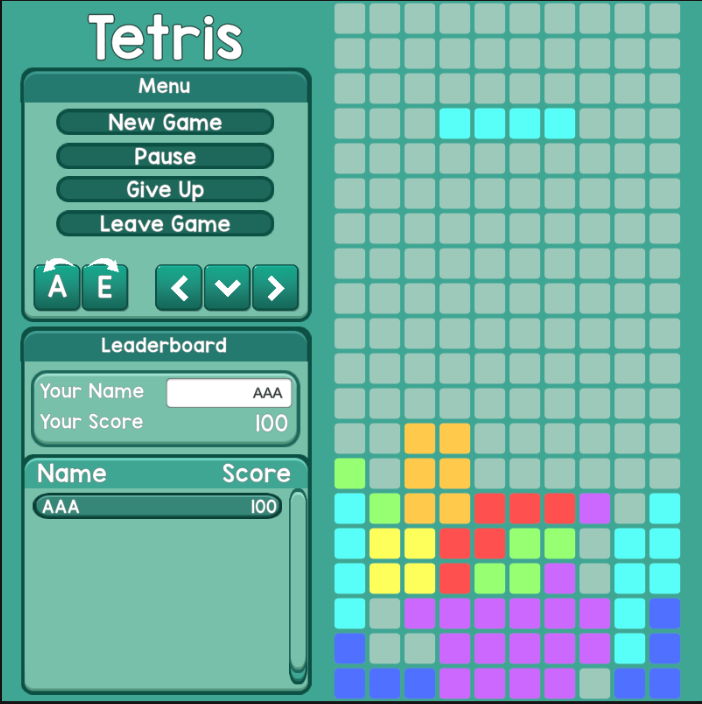 Tetris
Menu
New Game
Pause
Give Up
Leave Game
A E
Leaderboard
Your Name AAA
Your Score 100
Name Score
AAA 100